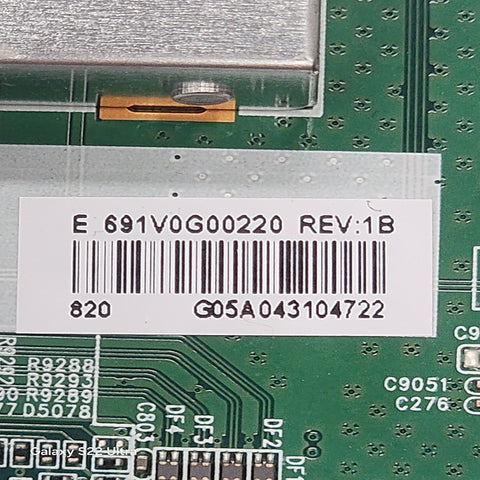 E 691V0G00220 REV:1B
820 G05A043104722
R9288
R9293
R9289
D5078
C803
DF4
DF3
DF2
C9051
C276
Galaxy S22 Ultra